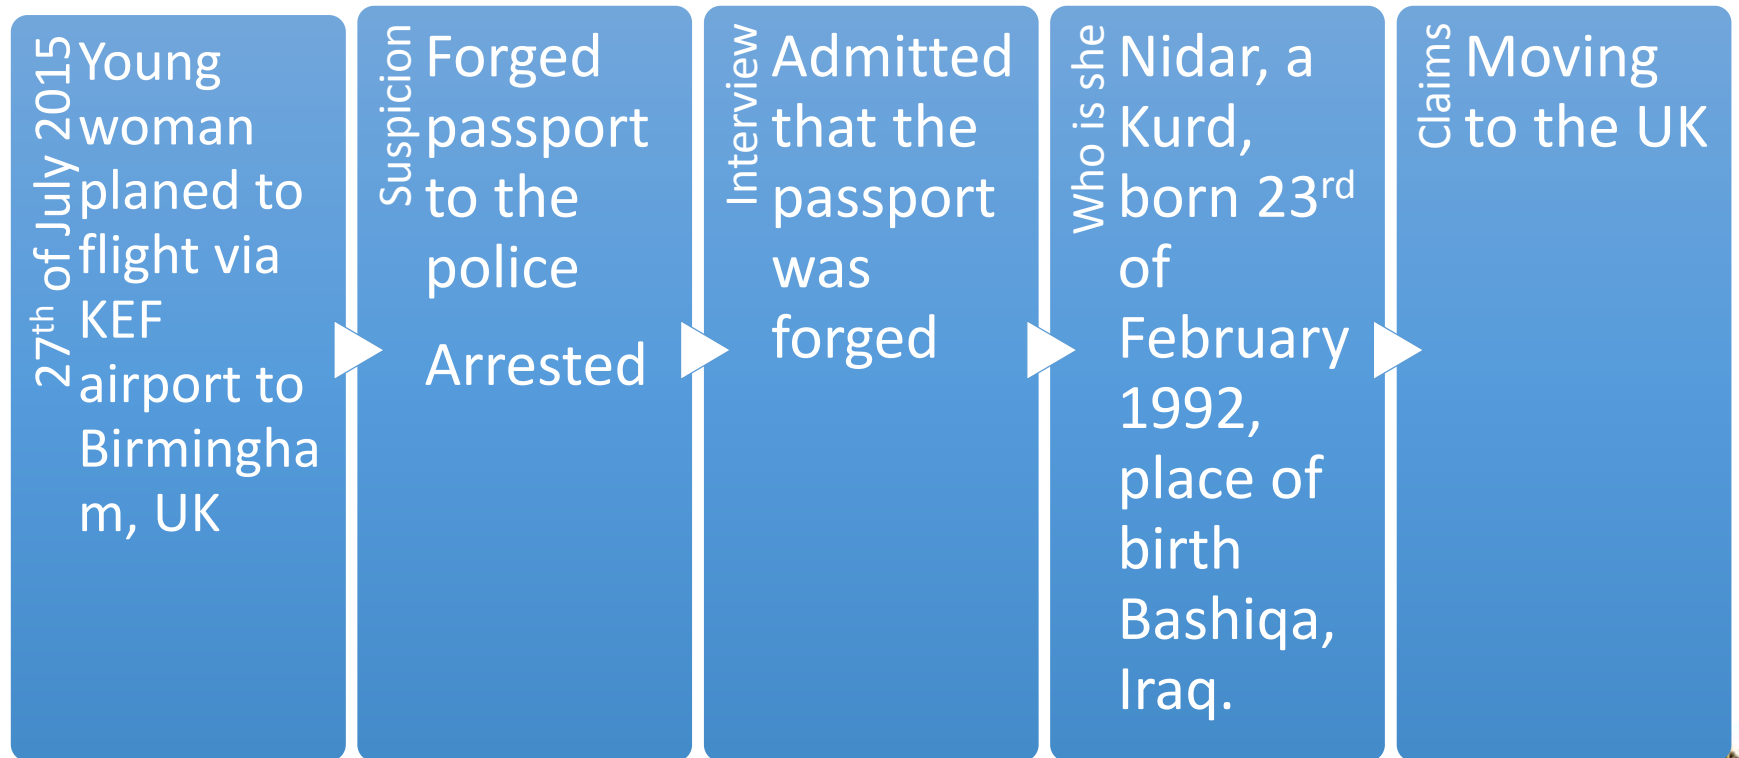 27th of July 2015
Young
woman
planed to
flight via
KEF
airport to
Birmingha
m, UK
Suspicion
Forged
passport
to the
police
Arrested
Interview
Admitted
that the
passport
was
forged
Who is she
Nidar, a
Kurd,
born 23rd
of
February
1992,
place of
birth
Bashiqa,
Iraq.
Claims
Moving
to the UK